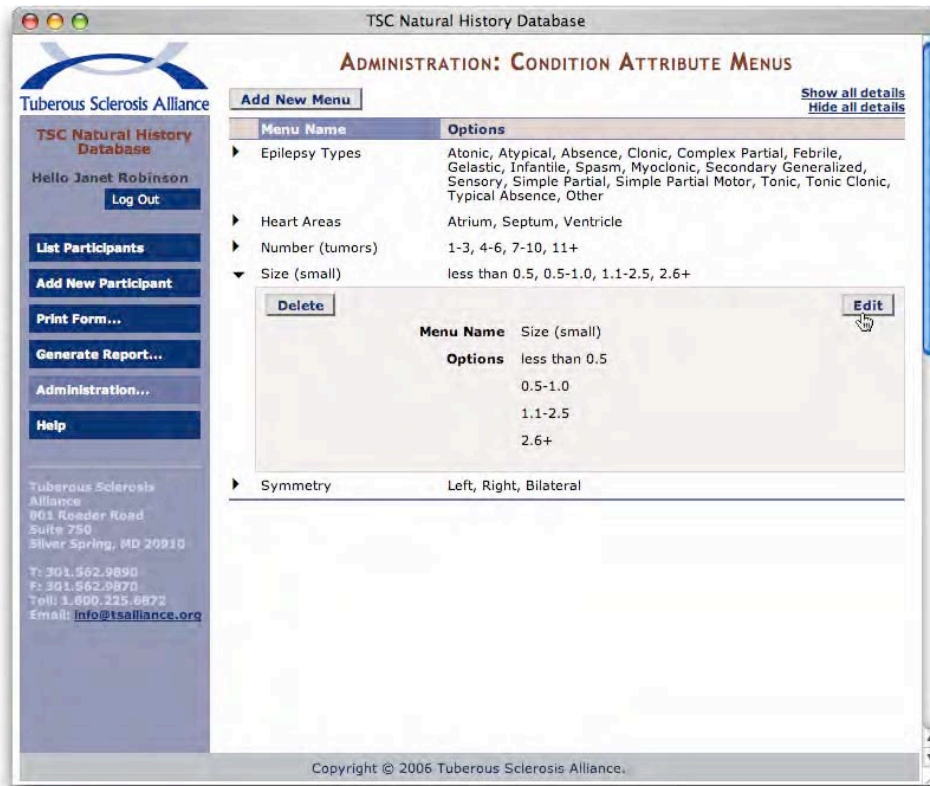 TSC Natural History Database
Tuberous Sclerosis Alliance
TSC Natural History
Database
Hello Janet Robinson
Log Out
List Participants
Add New Participant
Print Form...
Generate Report...
Administration...
Help
Tuberous Sclerosis
Alliance
801 Roeder Road
Suite 750
Silver Spring, MD 20910
T: 301.562.9890
F: 301.562.9870
Toll: 1.800.225.6872
Email: info@tsalliance.org
ADMINISTRATION: CONDITION ATTRIBUTE MENUS
Add New Menu
Show all details
Hide all details
Menu Name Options
Epilepsy Types Atonic, Atypical, Absence, Clonic, Complex Partial, Febrile,
Gelastic, Infantile, Spasm, Myoclonic, Secondary Generalized,
Sensory, Simple Partial, Simple Partial Motor, Tonic, Tonic Clonic,
Typical Absence, Other
Heart Areas Atrium, Septum, Ventricle
Number (tumors) 1-3, 4-6, 7-10, 11+
Size (small) less than 0.5, 0.5-1.0, 1.1-2.5, 2.6+
Delete Edit
Menu Name Size (small)
Options less than 0.5
0.5-1.0
1.1-2.5
2.6+
Symmetry Left, Right, Bilateral
Copyright © 2006 Tuberous Sclerosis Alliance.